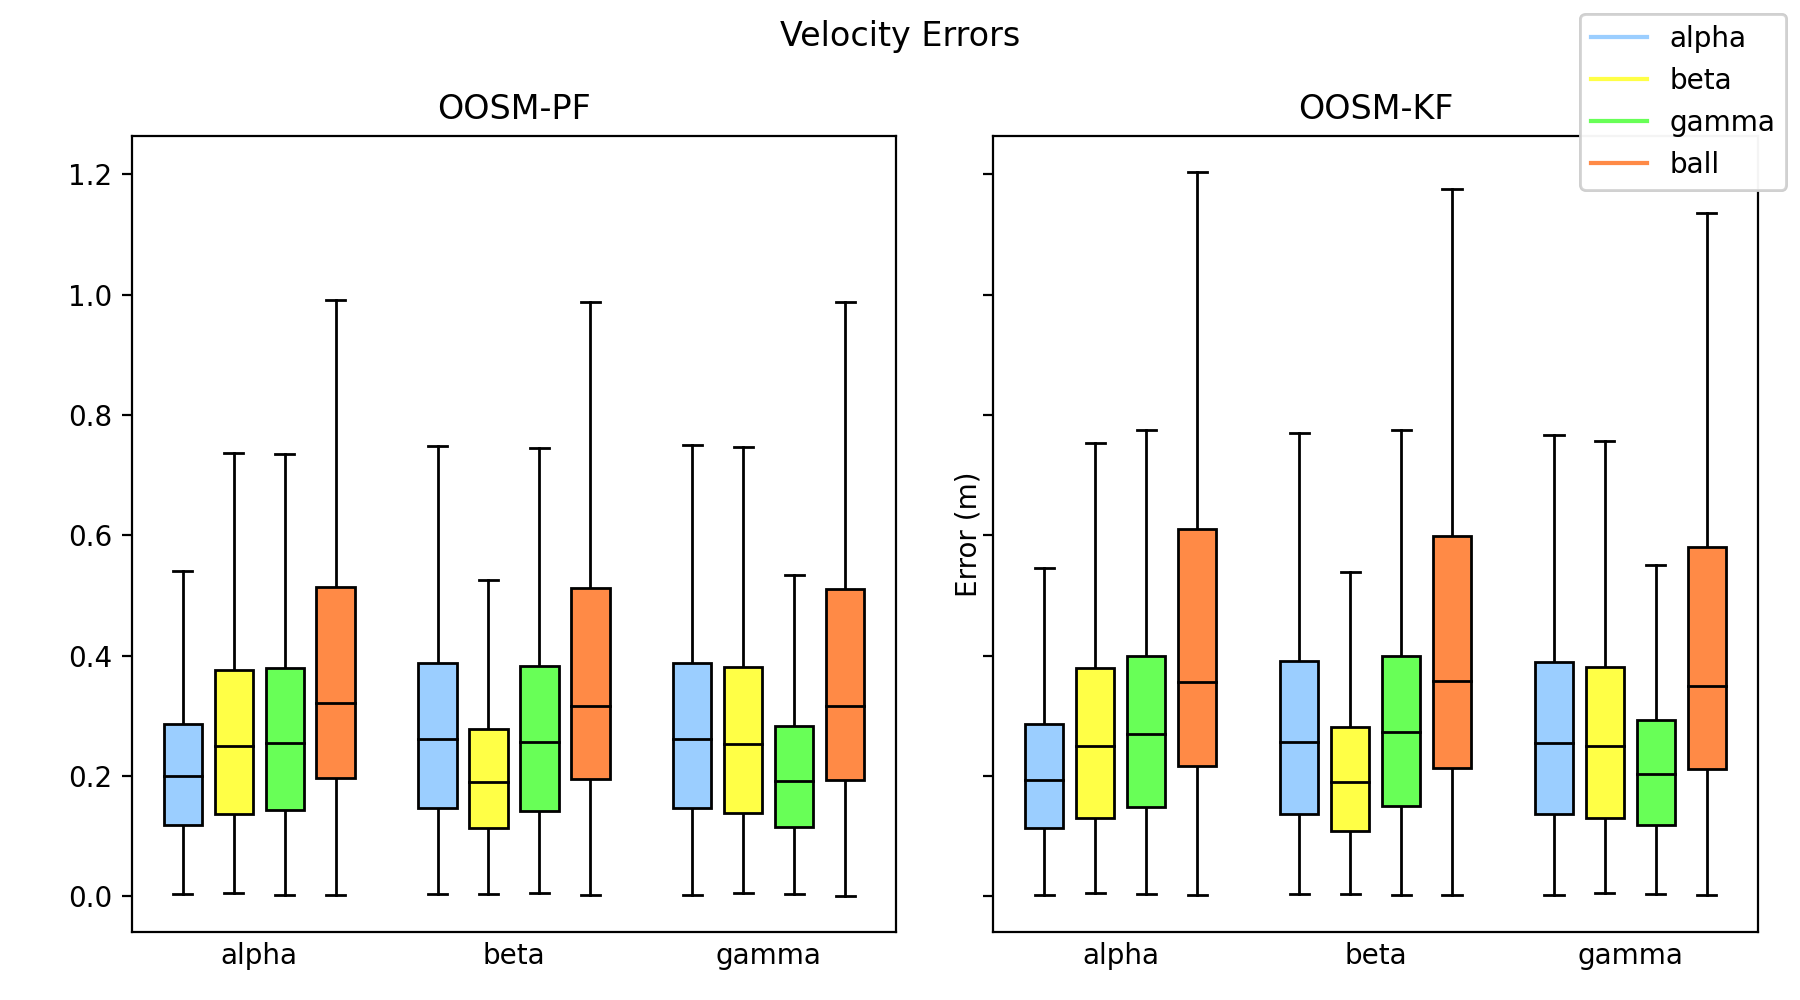 Velocity Errors
alpha
beta
gamma
ball
OOSM-PF
OOSM-KF
1.2
1.0
0.8
0.6
0.4
0.2
0.0
Error (m)
alpha
beta
gamma
alpha
beta
gamma